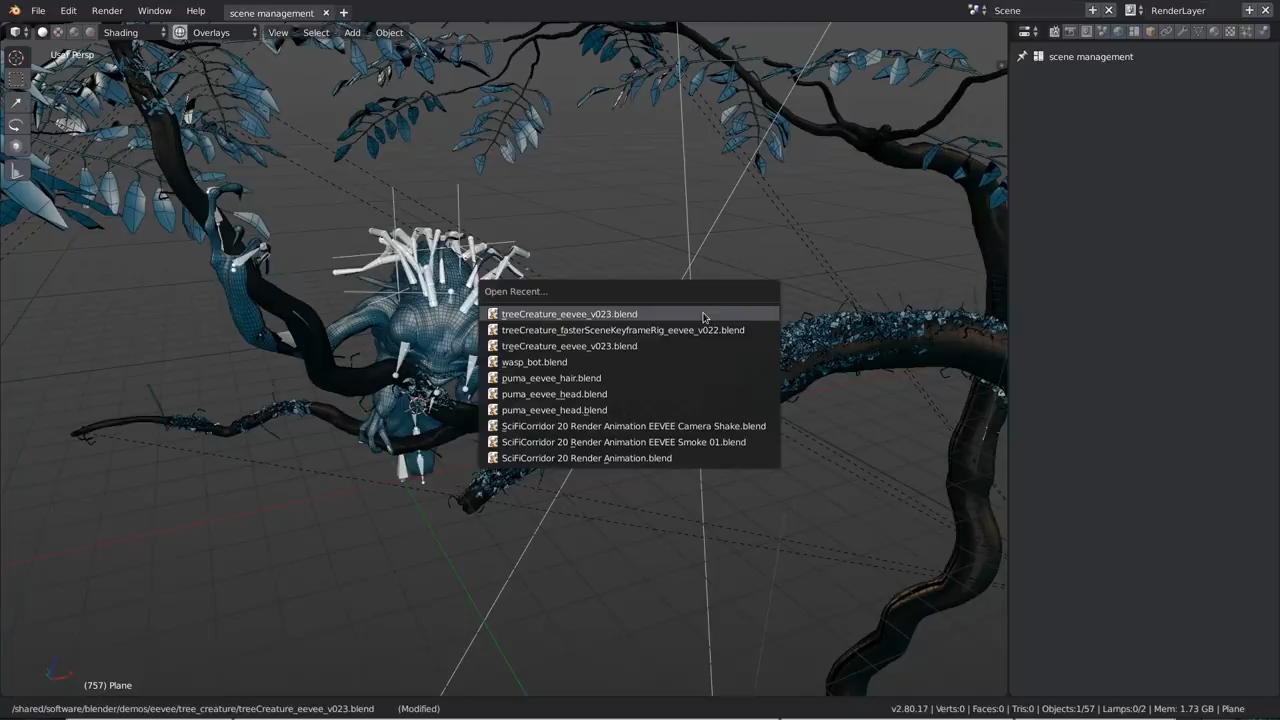 File Edit Render Window Help scene management Scene RenderLayer
Shading Overlays View Select Add Object
User Persp
scene management
Open Recent...
treeCreature_eevee_v023.blend
treeCreature_fasterSceneKeyframeRig_eevee_v022.blend
treeCreature_eevee_v023.blend
wasp_bot.blend
puma_eevee_hair.blend
puma_eevee_head.blend
puma_eevee_head.blend
SciFiCorridor 20 Render Animation EEVEE Camera Shake.blend
SciFiCorridor 20 Render Animation EEVEE Smoke 01.blend
SciFiCorridor 20 Render Animation.blend
(757) Plane
/shared/software/blender/demos/eevee/tree_creature/treeCreature_eevee_v023.blend (Modified) v2.80.17 | Verts:0 | Faces:0 | Tris:0 | Objects:1/57 | Lamps:0/2 | Mem: 1.73 GB | Plane